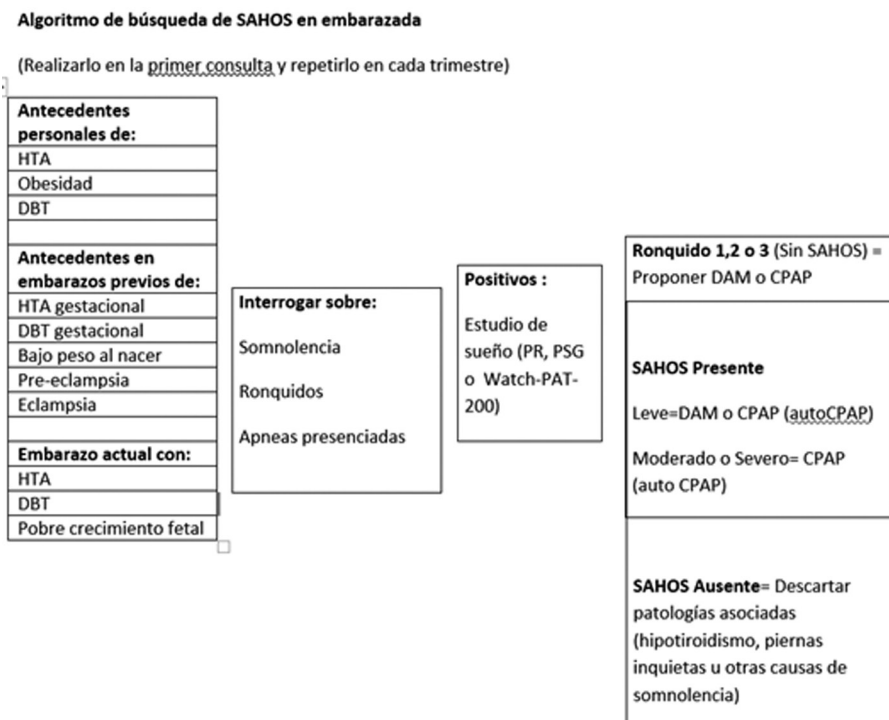 Algoritmo de búsqueda de SAHOS en embarazada
(Realizarlo en la primer consulta y repetirlo en cada trimestre)
Antecedentes
personales de:
HTA
Obesidad
DBT
Antecedentes en
embarazos previos de:
HTA gestacional
DBT gestacional
Bajo peso al nacer
Pre-eclampsia
Eclampsia
Embarazo actual con:
HTA
DBT
Pobre crecimiento fetal
Interrogar sobre:
Somnolencia
Ronquidos
Apneas presenciadas
Positivos :
Estudio de
sueño (PR, PSG
o Watch-PAT-
200)
Ronquido 1,2 o 3 (Sin SAHOS) =
Proponer DAM o CPAP
SAHOS Presente
Leve=DAM o CPAP (autoCPAP)
Moderado o Severo= CPAP
(auto CPAP)
SAHOS Ausente= Descartar
patologías asociadas
(hipotiroidismo, piernas
inquietas u otras causas de
somnolencia)